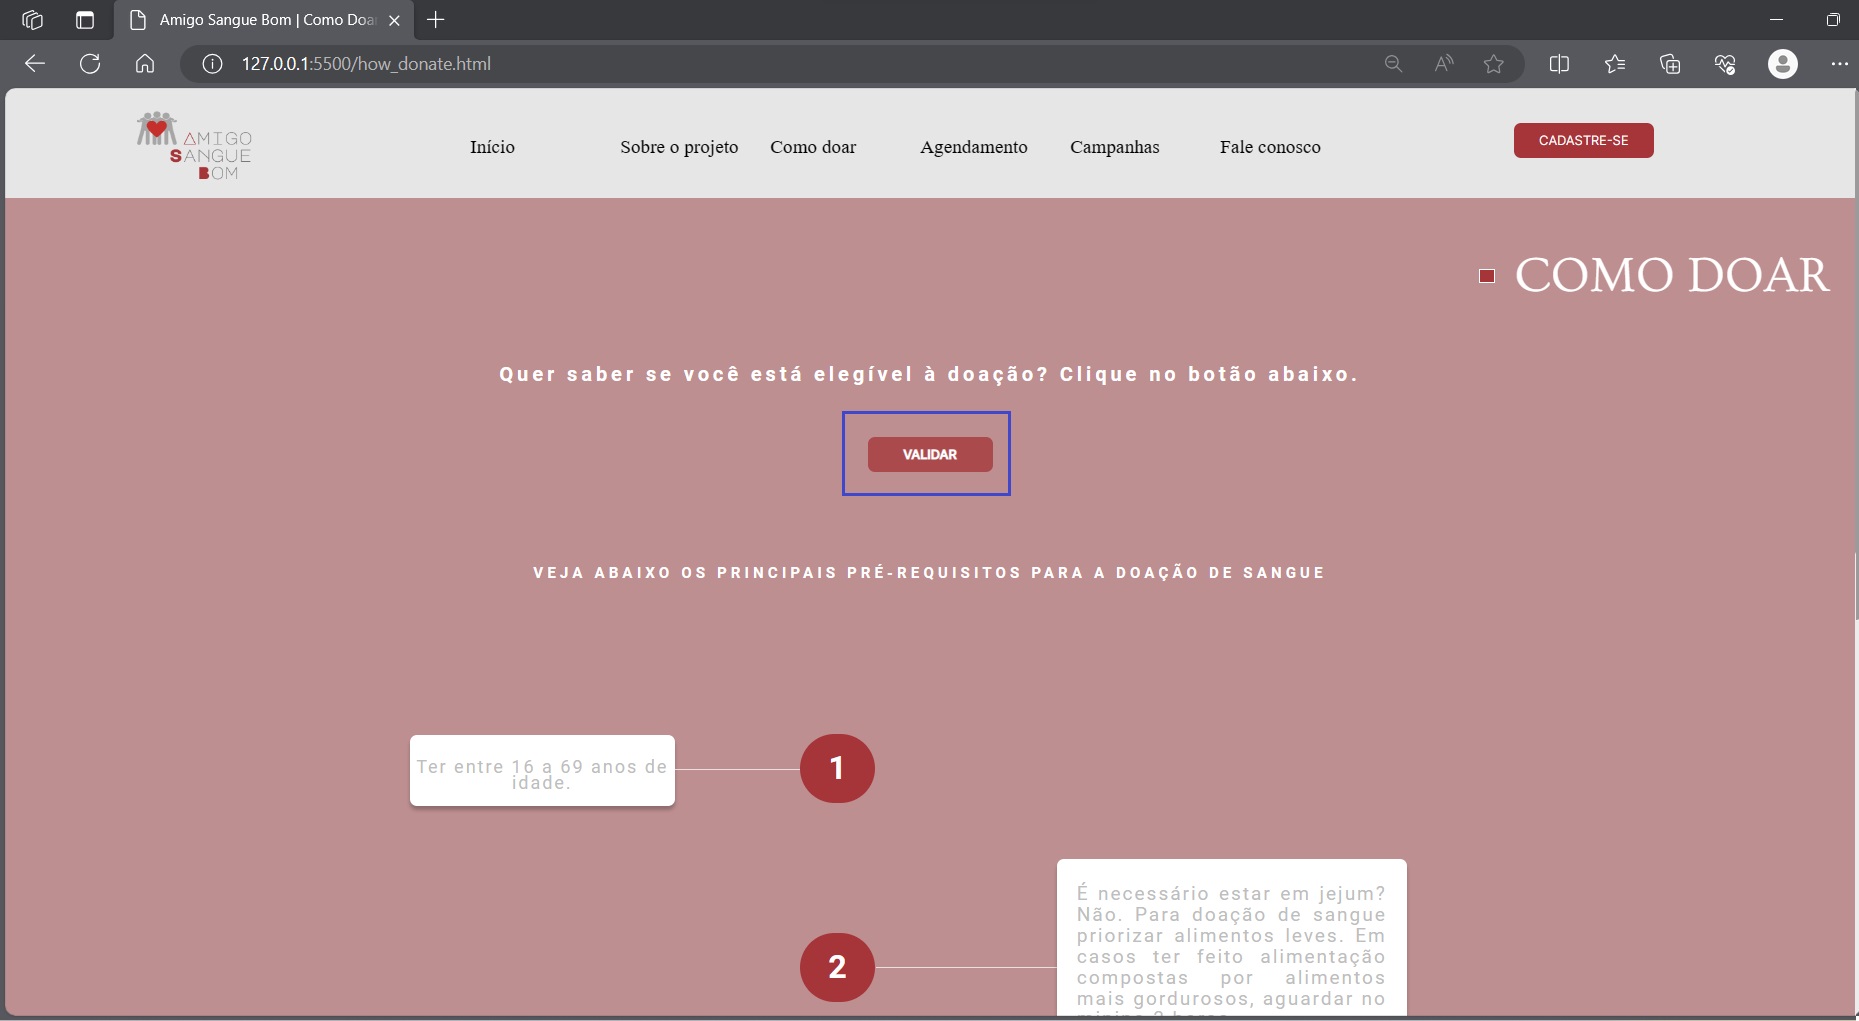 Amigo Sangue Bom | Como Doa
127.0.0.1:5500/how_donate.html
AMIGO
SANGUE
BOM
Início Sobre o projeto Como doar Agendamento Campanhas Fale conosco
CADASTRE-SE
COMO DOAR
Quer saber se você está elegível à doação? Clique no botão abaixo.
VALIDAR
VEJA ABAIXO OS PRINCIPAIS PRÉ-REQUISITOS PARA A DOAÇÃO DE SANGUE
Ter entre 16 a 69 anos de
idade.
1
É necessário estar em jejum?
Não. Para doação de sangue
priorizar alimentos leves. Em
casos ter feito alimentação
compostas por alimentos
mais gordurosos, aguardar no
2